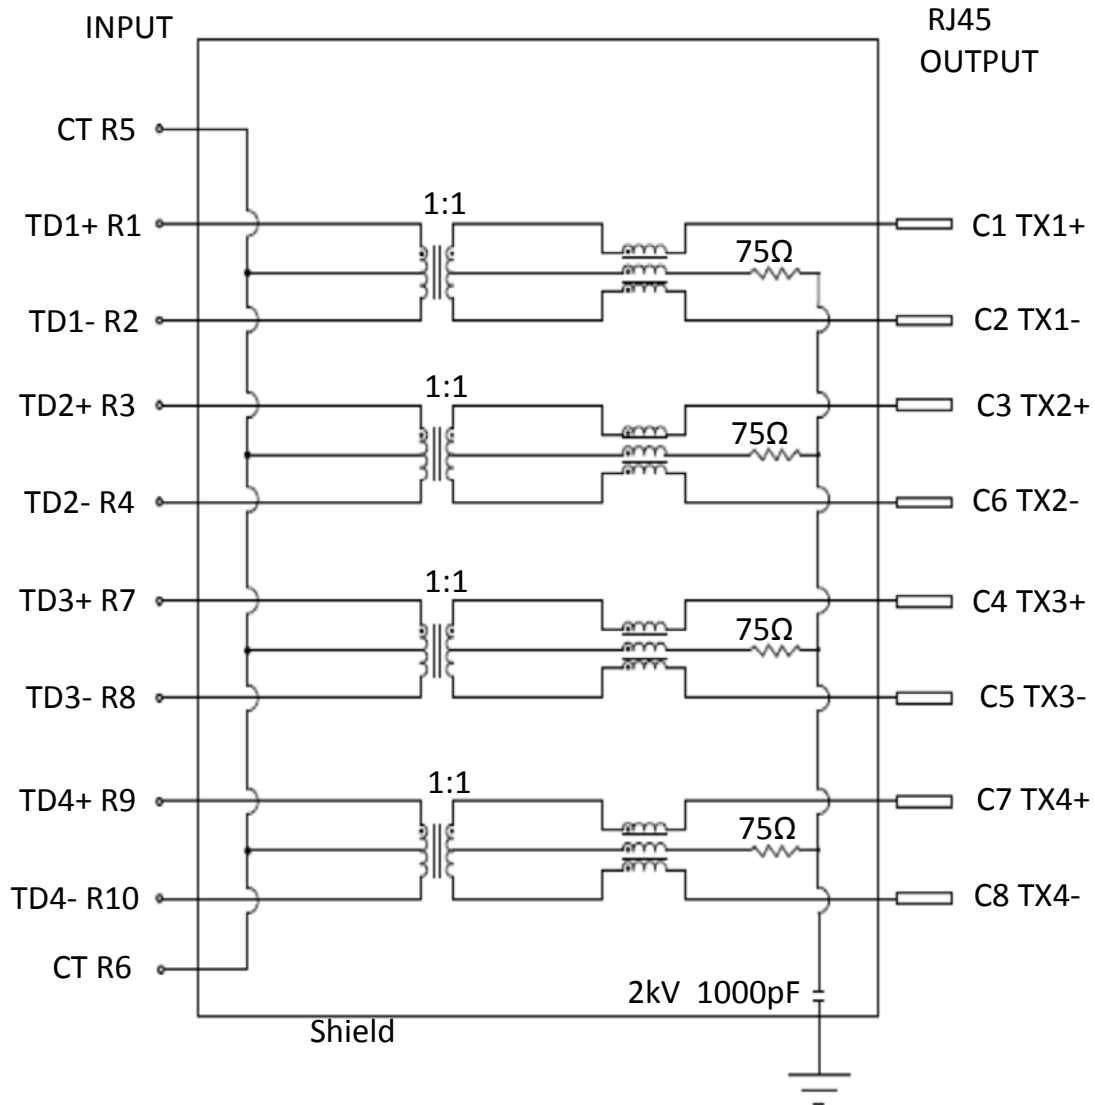 INPUT
RJ45
OUTPUT
CT R5
1:1
TD1+ R1
C1 TX1+
75Ω
TD1- R2
C2 TX1-
1:1
TD2+ R3
C3 TX2+
75Ω
TD2- R4
C6 TX2-
1:1
TD3+ R7
C4 TX3+
75Ω
TD3- R8
C5 TX3-
1:1
TD4+ R9
C7 TX4+
75Ω
TD4- R10
C8 TX4-
CT R6
2kV 1000pF
Shield